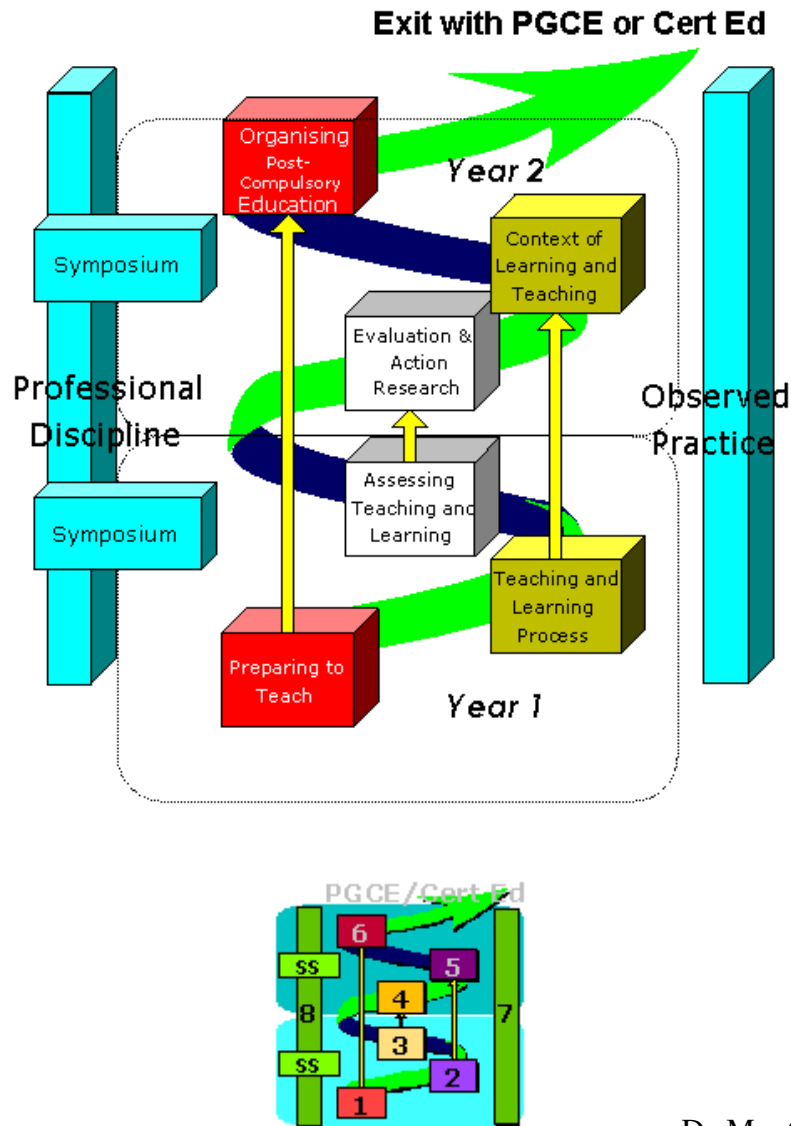 Exit with PGCE or Cert Ed
Organising
Post-
Compulsory
Education
Year 2
Symposium
Context of
Learning and
Teaching
Evaluation &
Action
Research
Professional
Discipline
Observed
Practice
Assessing
Teaching and
Learning
Symposium
Teaching and
Learning
Process
Preparing to
Teach
Year 1
PGCE/Cert Ed
6
ss
5
4
8
7
3
ss
2
1